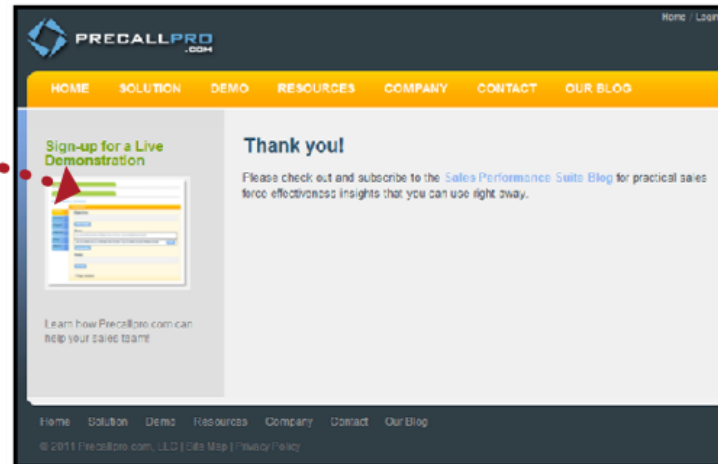 Home / Login
PRECALLPRO
.COM
HOME SOLUTION DEMO RESOURCES COMPANY CONTACT OUR BLOG
Sign-up for a Live
Demonstration
Learn how Precallpro.com can
help your sales team!
Thank you!
Please check out and subscribe to the Sales Performance Suite Blog for practical sales
force effectiveness insights that you can use right away.
Home Solution Demo Resources Company Contact Our Blog
© 2011 Precallpro.com, LLC | Site Map | Privacy Policy